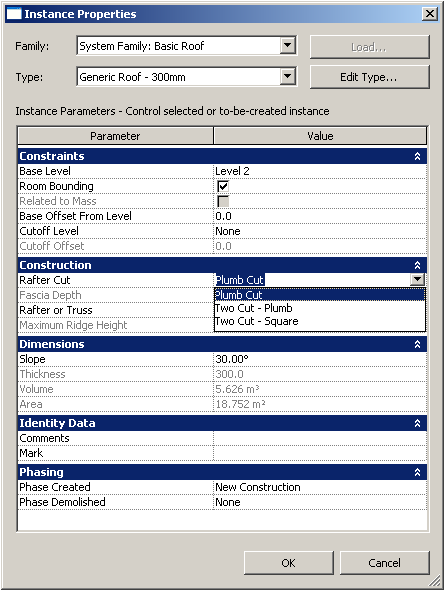 Instance Properties
Family: System Family: Basic Roof Load...
Type: Generic Roof - 300mm Edit Type...
Instance Parameters - Control selected or to-be-created instance
Parameter Value
Constraints
Base Level Level 2
Room Bounding
Related to Mass
Base Offset From Level 0.0
Cutoff Level None
Cutoff Offset 0.0
Construction
Rafter Cut Plumb Cut
Fascia Depth Plumb Cut
Rafter or Truss Two Cut - Plumb
Maximum Ridge Height Two Cut - Square
Dimensions
Slope 30.00°
Thickness 300.0
Volume 5.626 m³
Area 18.752 m²
Identity Data
Comments
Mark
Phasing
Phase Created New Construction
Phase Demolished None
OK Cancel